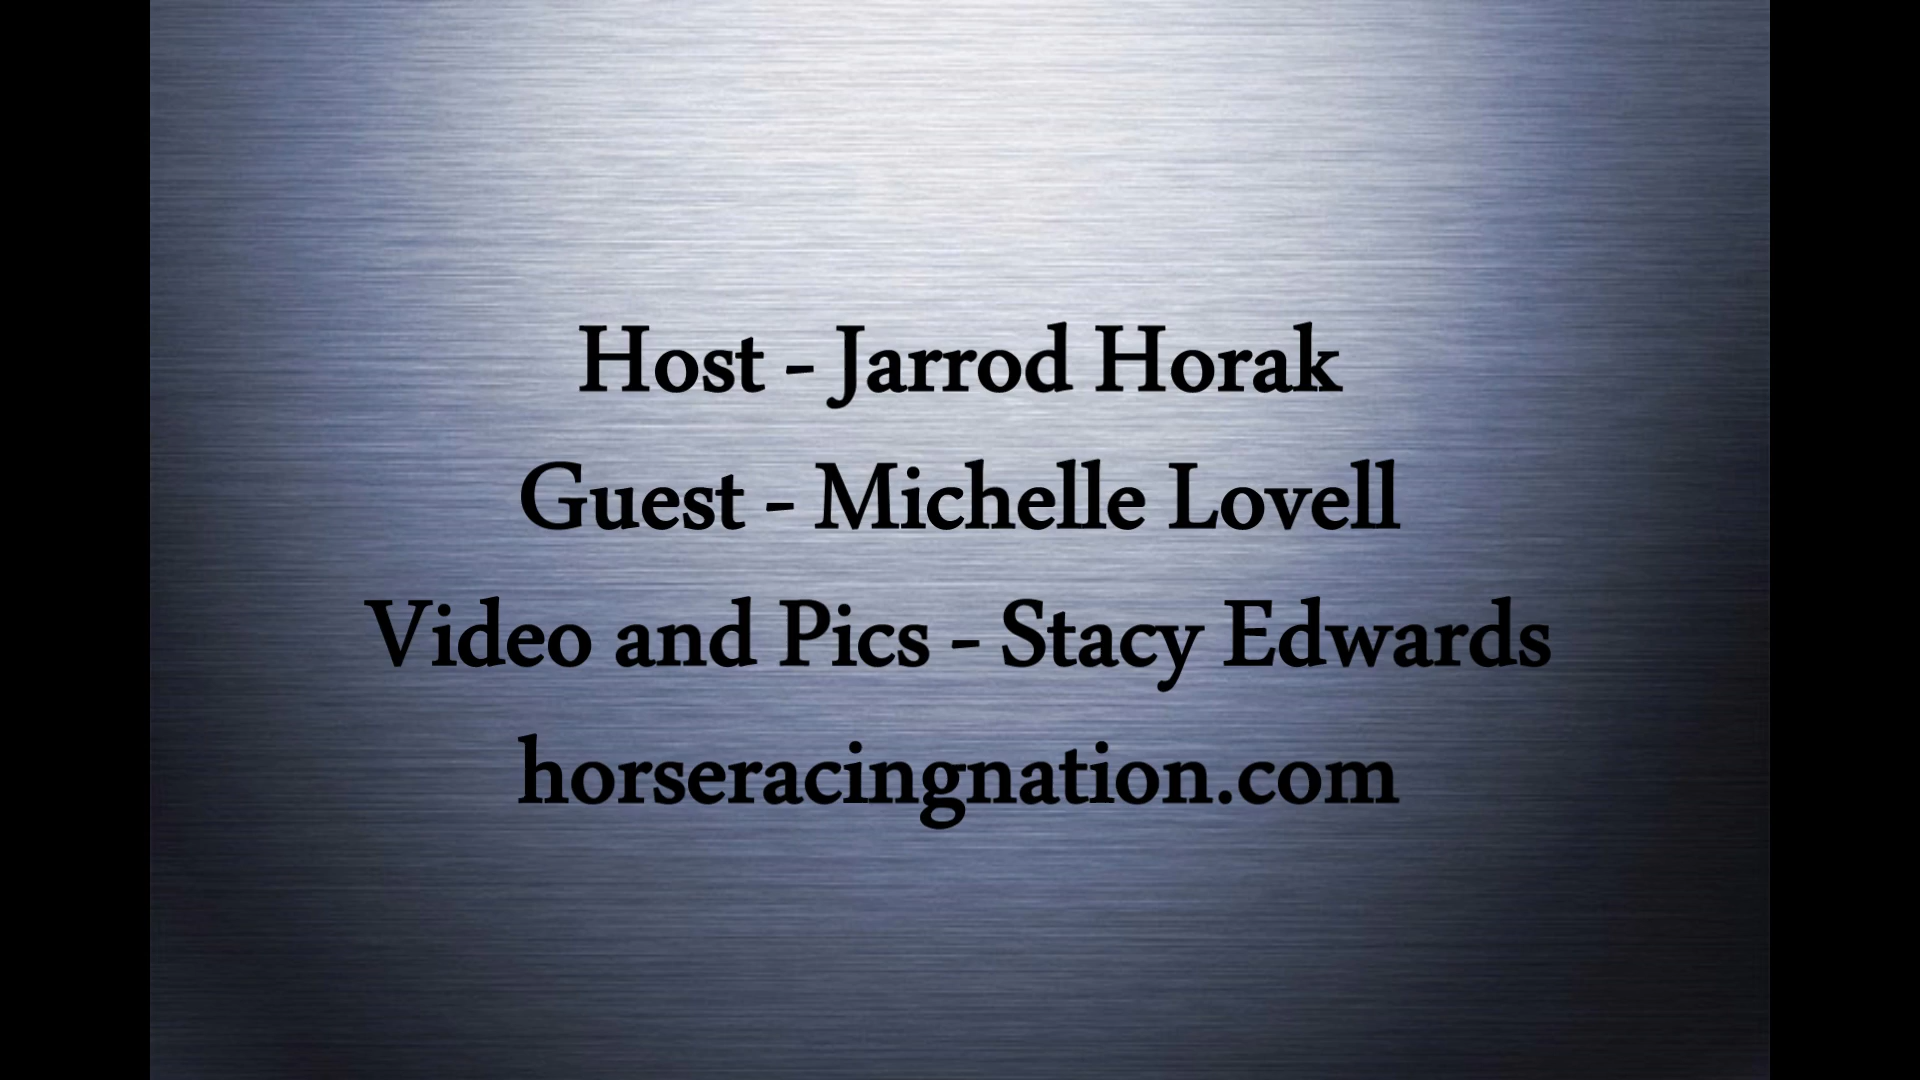 Host - Jarrod Horak
Guest - Michelle Lovell
Video and Pics - Stacy Edwards
horseracingnation.com